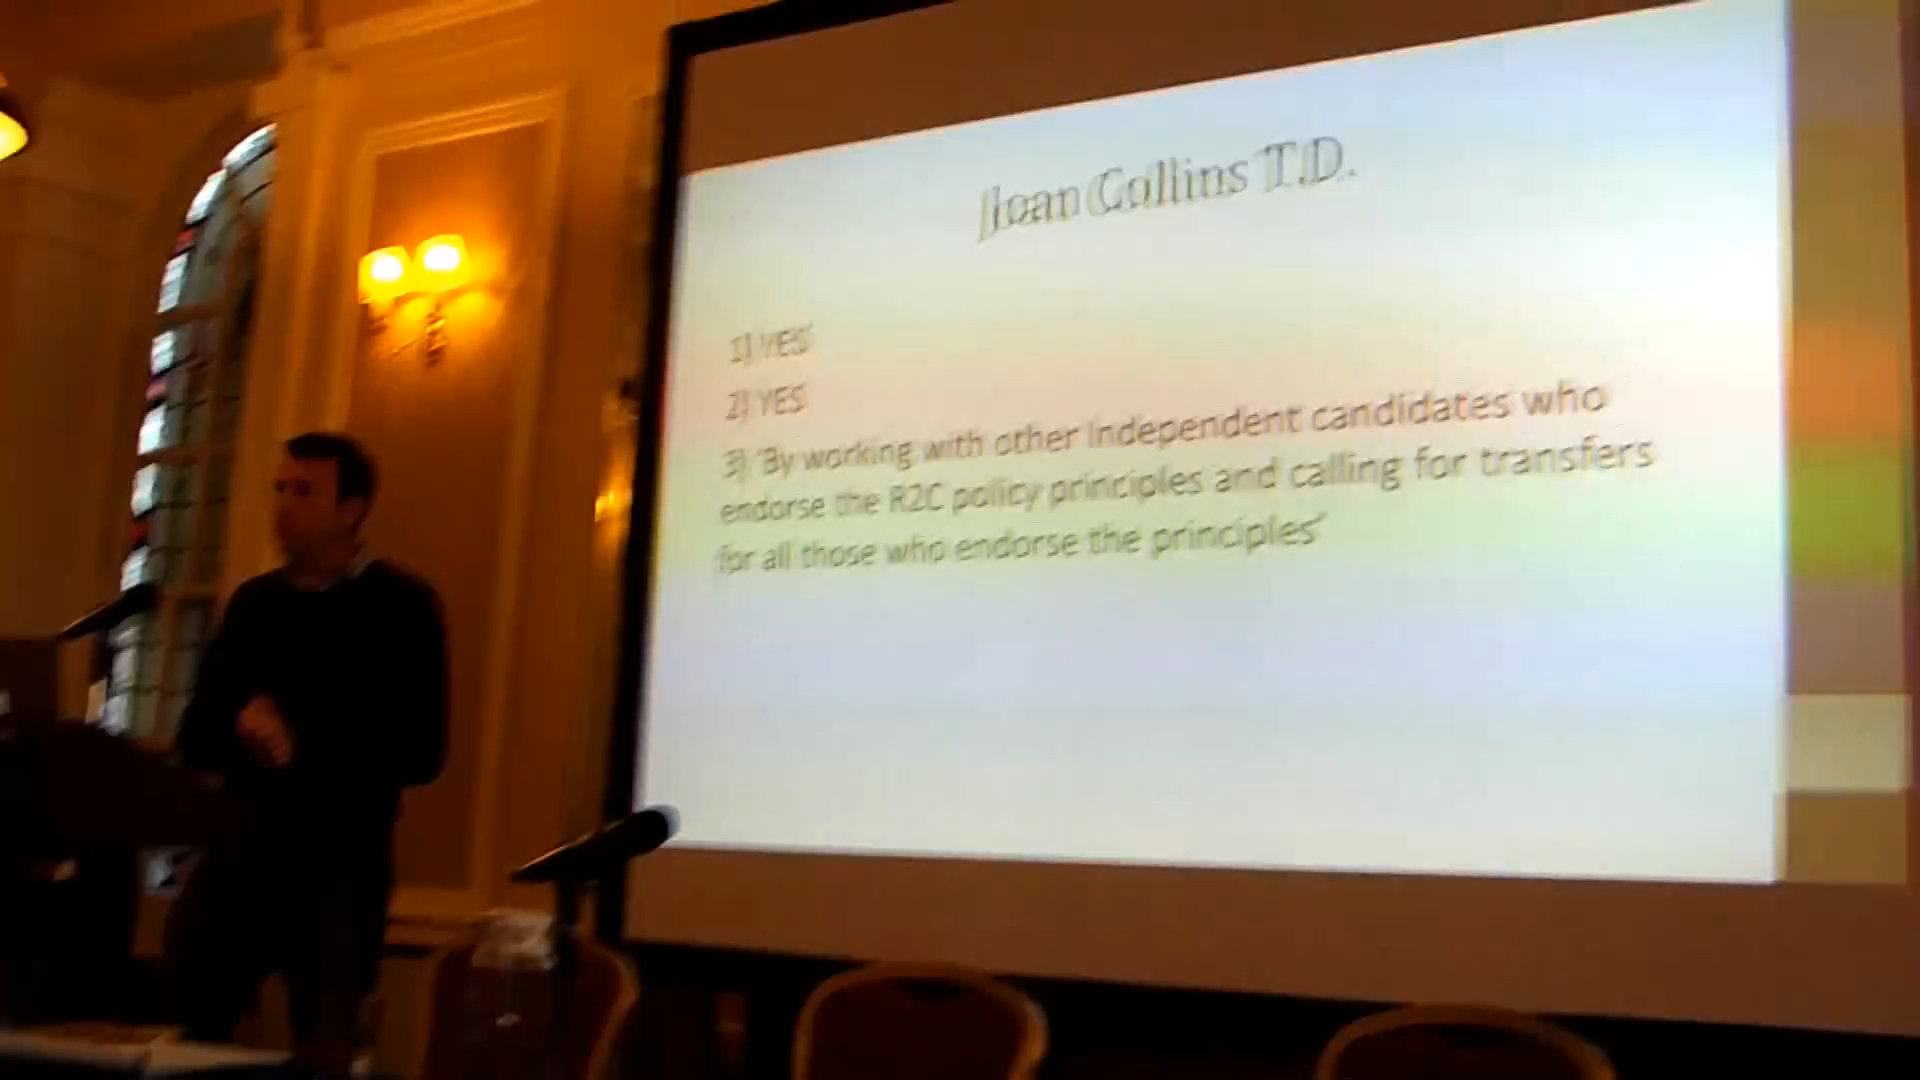 Joan Collins T.D.
1) YES'
2) YES
3) 'By working with other independent candidates who
endorse the R2C policy principles and calling for transfers
for all those who endorse the principles'